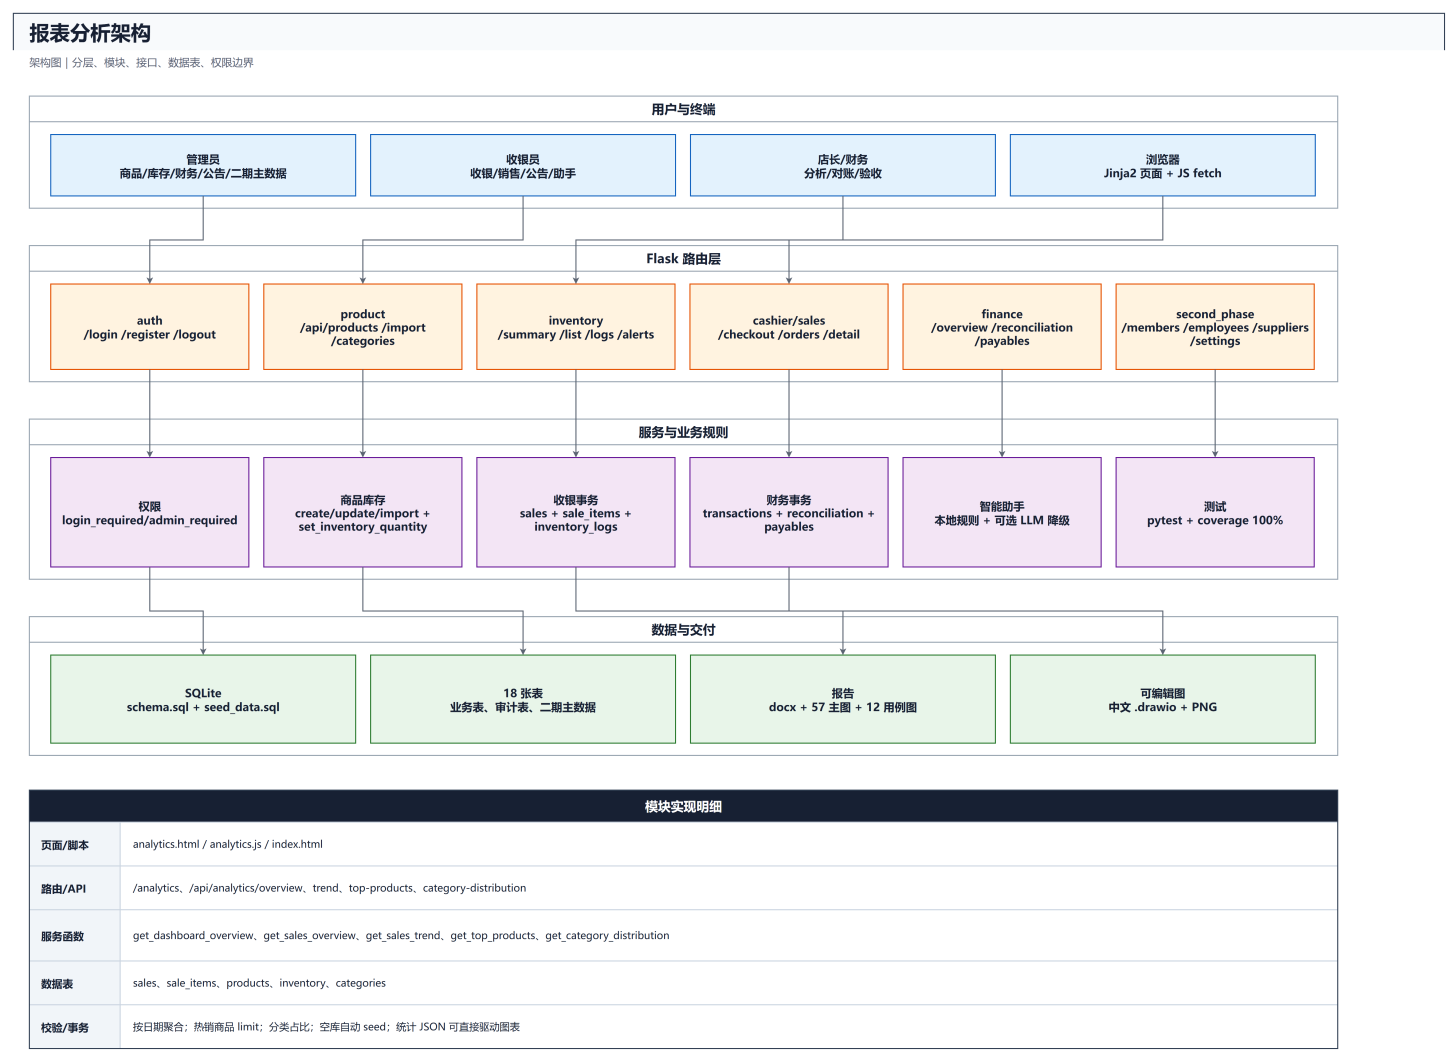 报表分析架构
架构图 | 分层、模块、接口、数据表、权限边界
用户与终端
管理员
商品/库存/财务/公告/二期主数据
收银员
收银/销售/公告/助手
店长/财务
分析/对账/验收
浏览器
Jinja2 页面 + JS fetch
Flask 路由层
auth
/login /register /logout
product
/api/products /import
/categories
inventory
/summary /list /logs /alerts
cashier/sales
/checkout /orders /detail
finance
/overview /reconciliation
/payables
second_phase
/members /employees /suppliers
/settings
服务与业务规则
权限
login_required/admin_required
商品库存
create/update/import +
set_inventory_quantity
收银事务
sales + sale_items +
inventory_logs
财务事务
transactions + reconciliation +
payables
智能助手
本地规则 + 可选 LLM 降级
测试
pytest + coverage 100%
数据与交付
SQLite
schema.sql + seed_data.sql
18 张表
业务表、审计表、二期主数据
报告
docx + 57 主图 + 12 用例图
可编辑图
中文 .drawio + PNG
模块实现明细
页面/脚本
analytics.html / analytics.js / index.html
路由/API
/analytics、/api/analytics/overview、trend、top-products、category-distribution
服务函数
get_dashboard_overview、get_sales_overview、get_sales_trend、get_top_products、get_category_distribution
数据表
sales、sale_items、products、inventory、categories
校验/事务
按日期聚合；热销商品 limit；分类占比；空库自动 seed；统计 JSON 可直接驱动图表